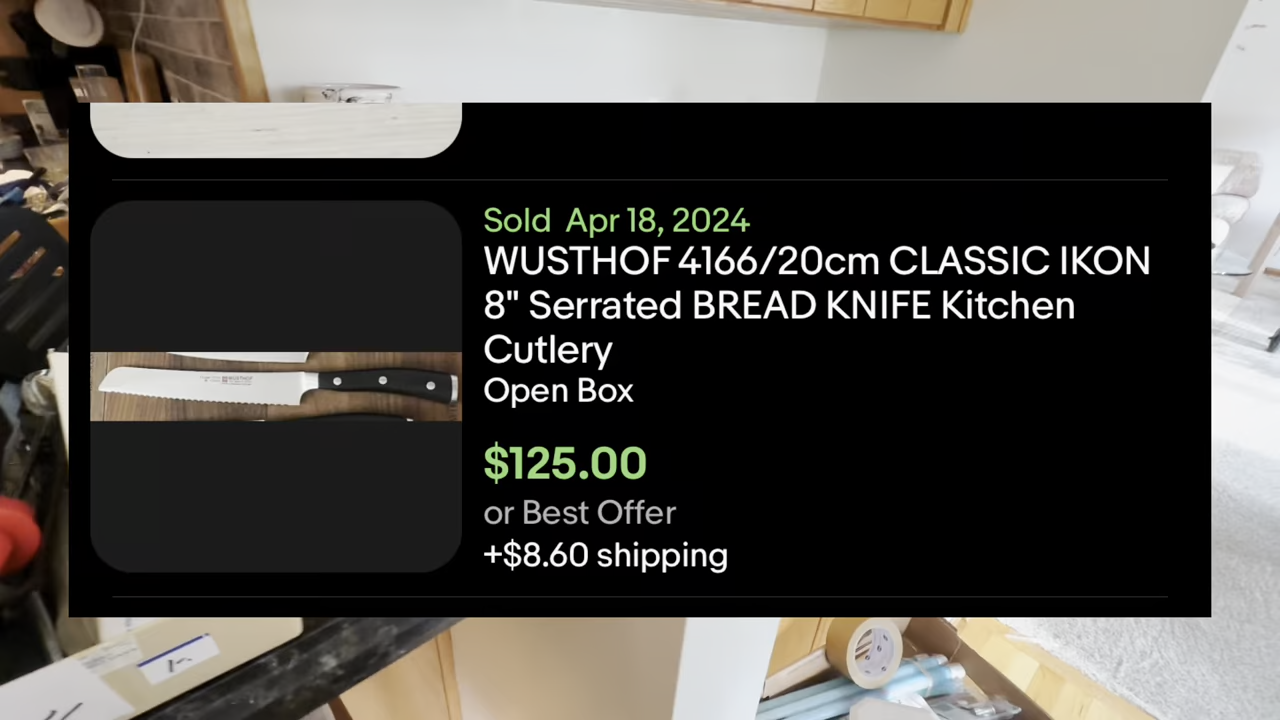 Sold Apr 18, 2024
WUSTHOF 4166/20cm CLASSIC IKON
8" Serrated BREAD KNIFE Kitchen
Cutlery
Open Box
$125.00
or Best Offer
+$8.60 shipping
WUSTHOF